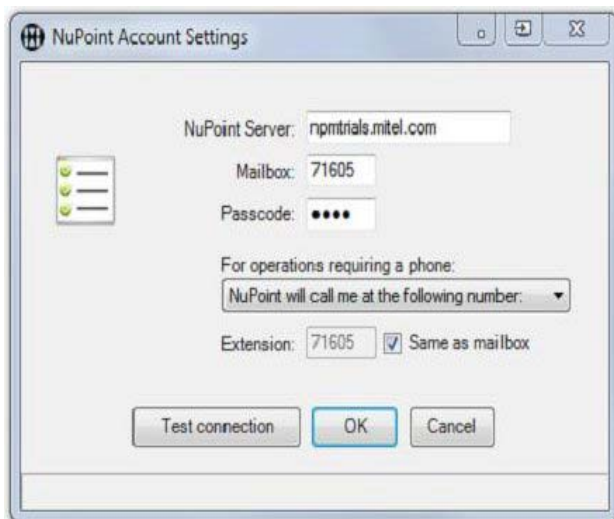 NuPoint Account Settings
NuPoint Server: npmtrials.mitel.com
Mailbox: 71605
Passcode: ●●●●
For operations requiring a phone:
NuPoint will call me at the following number:
Extension: 71605 Same as mailbox
Test connection OK Cancel